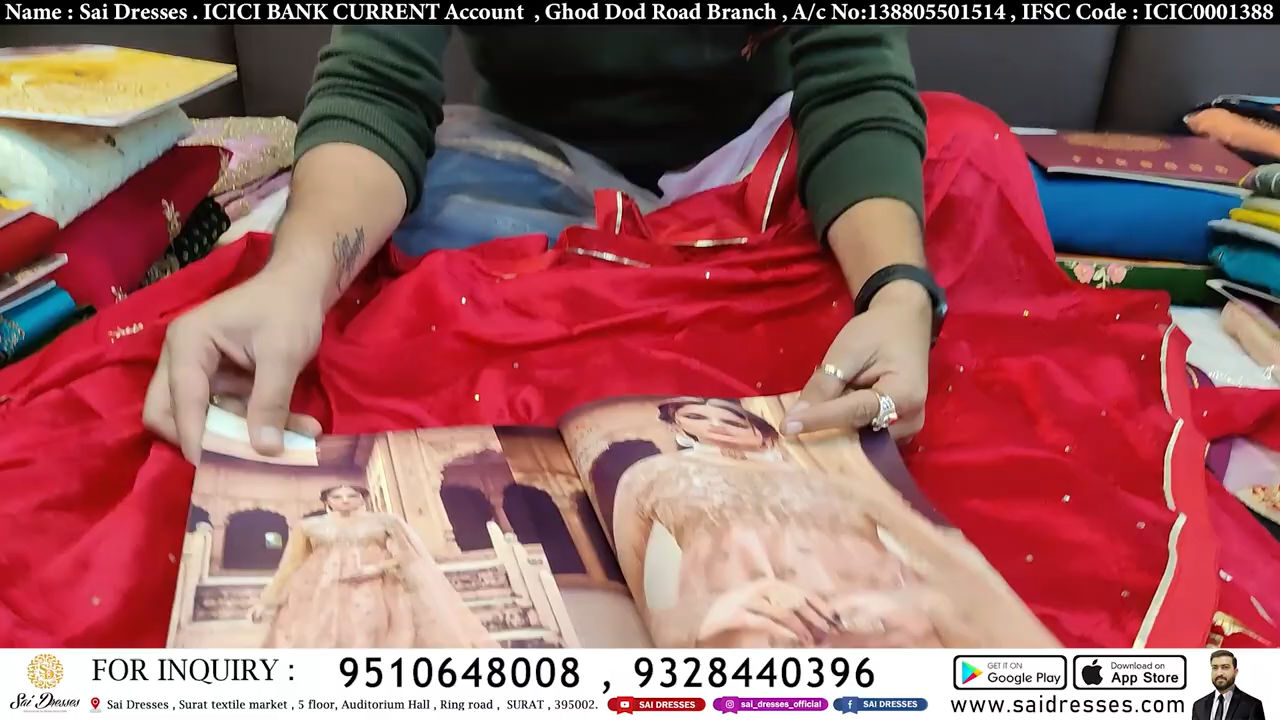 Name : Sai Dresses . ICICI BANK CURRENT Account , Ghod Dod Road Branch , A/c No:138805501514 , IFSC Code : ICIC0001388
FOR INQUIRY : 9510648008 , 9328440396
GET IT ON
Google Play
Download on
App Store
Sai Dresses
Sai Dresses , Surat textile market , 5 floor, Auditorium Hall , Ring road , SURAT , 395002.
SAI DRESSES
sai_dresses_official
SAI DRESSES
www.saidresses.com